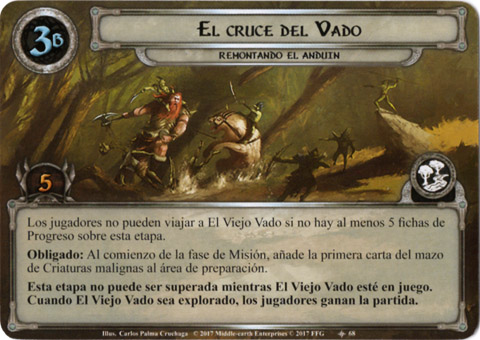 3B
El cruce del Vado
Remontando el Anduin
5
Los jugadores no pueden viajar a El Viejo Vado si no hay al menos 5 fichas de
Progreso sobre esta etapa.
Obligado: Al comienzo de la fase de Misión, añade la primera carta del mazo
de Criaturas malignas al área de preparación.
Esta etapa no puede ser superada mientras El Viejo Vado esté en juego.
Cuando El Viejo Vado sea explorado, los jugadores ganan la partida.
Illus. Carlos Palma Cruchaga © 2017 Middle-earth Enterprises © 2017 FFG 68